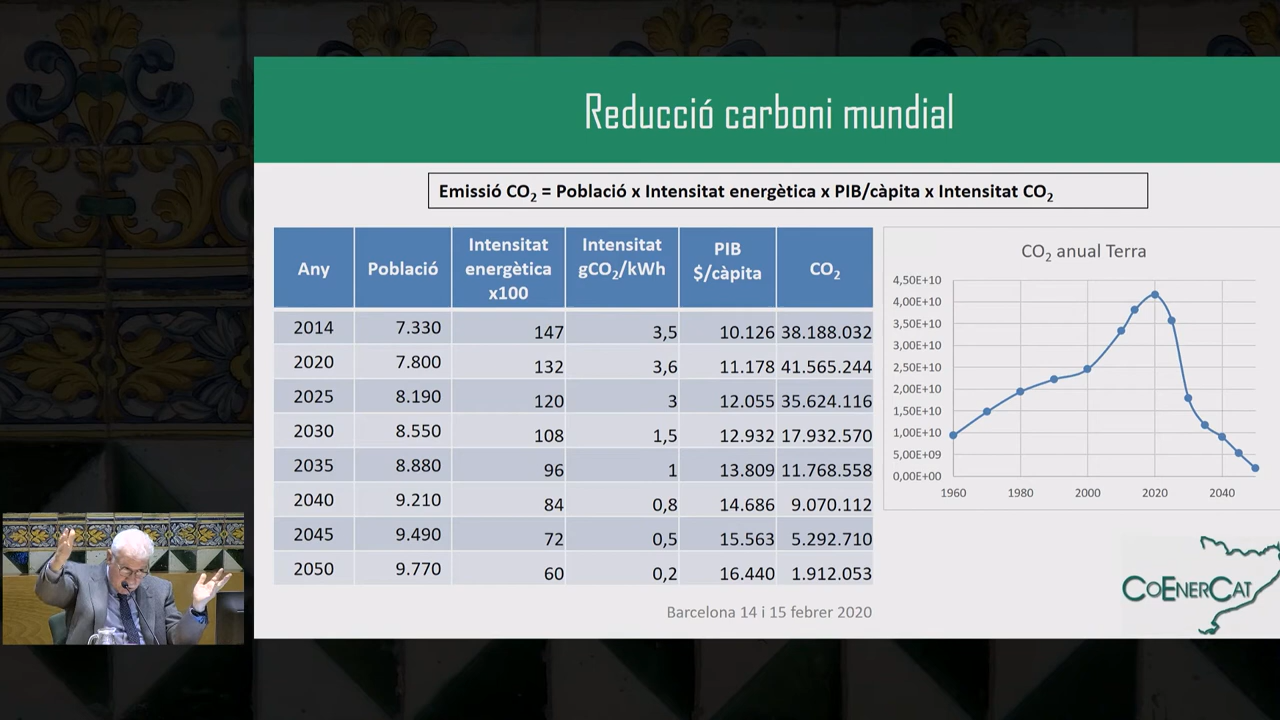 Reducció carboni mundial
Emissió CO₂ = Població x Intensitat energètica x PIB/càpita x Intensitat CO₂
Any Població Intensitat energètica x100 Intensitat gCO₂/kWh PIB $/càpita CO₂
2014 7.330 147 3,5 10.126 38.188.032
2020 7.800 132 3,6 11.178 41.565.244
2025 8.190 120 3 12.055 35.624.116
2030 8.550 108 1,5 12.932 17.932.570
2035 8.880 96 1 13.809 11.768.558
2040 9.210 84 0,8 14.686 9.070.112
2045 9.490 72 0,5 15.563 5.292.710
2050 9.770 60 0,2 16.440 1.912.053
CO₂ anual Terra
4,50E+10
4,00E+10
3,50E+10
3,00E+10
2,50E+10
2,00E+10
1,50E+10
1,00E+10
5,00E+09
0,00E+00
1960 1980 2000 2020 2040
COENERCAT
Barcelona 14 i 15 febrer 2020